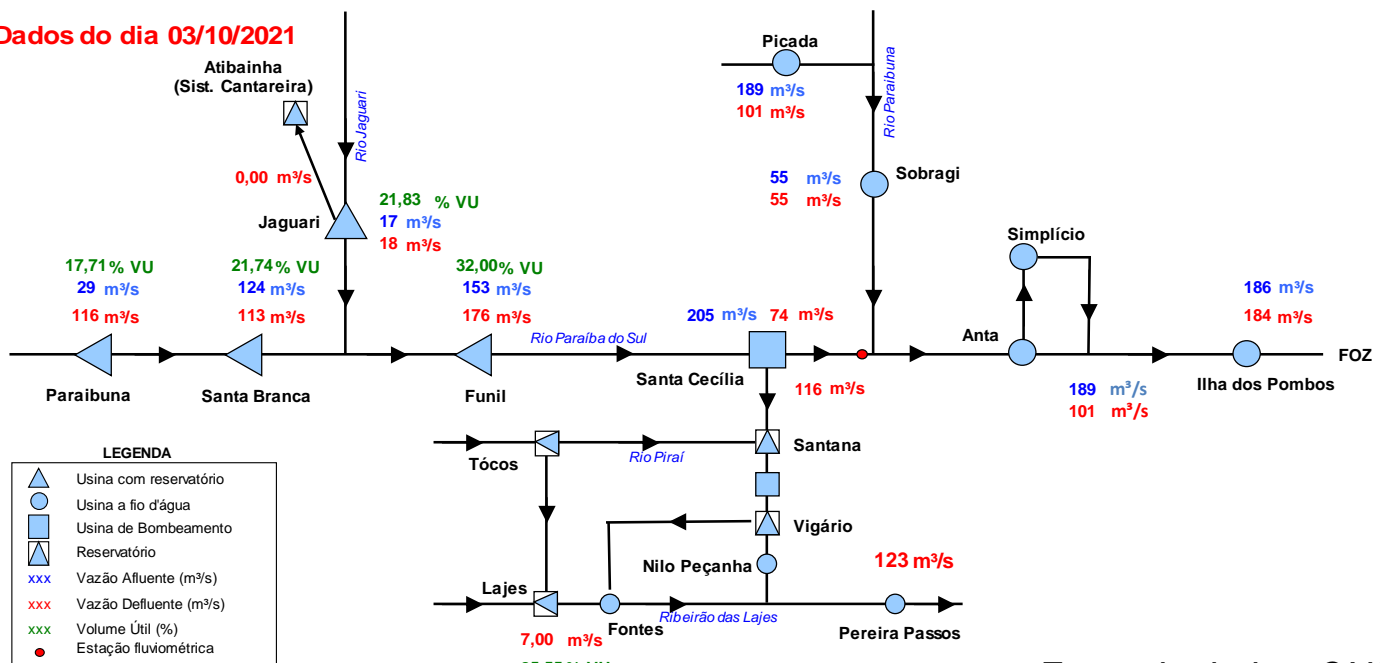 Dados do dia 03/10/2021
Atibainha
(Sist. Cantareira)
Rio Jaguari
0,00 m³/s
Jaguari
21,83 % VU
17 m³/s
18 m³/s
Picada
189 m³/s
101 m³/s
Rio Paraibuna
55 m³/s
55 m³/s
Sobragi
Simplício
17,71% VU
29 m³/s
116 m³/s
Paraibuna
21,74% VU
124 m³/s
113 m³/s
Santa Branca
32,00% VU
153 m³/s
176 m³/s
Funil
Rio Paraíba do Sul
205 m³/s 74 m³/s
Santa Cecília
116 m³/s
Anta
189 m³/s
101 m³/s
186 m³/s
184 m³/s
Ilha dos Pombos
FOZ
Tócos
Rio Piraí
Santana
Vigário
Nilo Peçanha
123 m³/s
Lajes
Fontes
Ribeirão das Lajes
Pereira Passos
7,00 m³/s
LEGENDA
Usina com reservatório
Usina a fio d'água
Usina de Bombeamento
Reservatório
xxx Vazão Afluente (m³/s)
xxx Vazão Defluente (m³/s)
xxx Volume Útil (%)
Estação fluviométrica